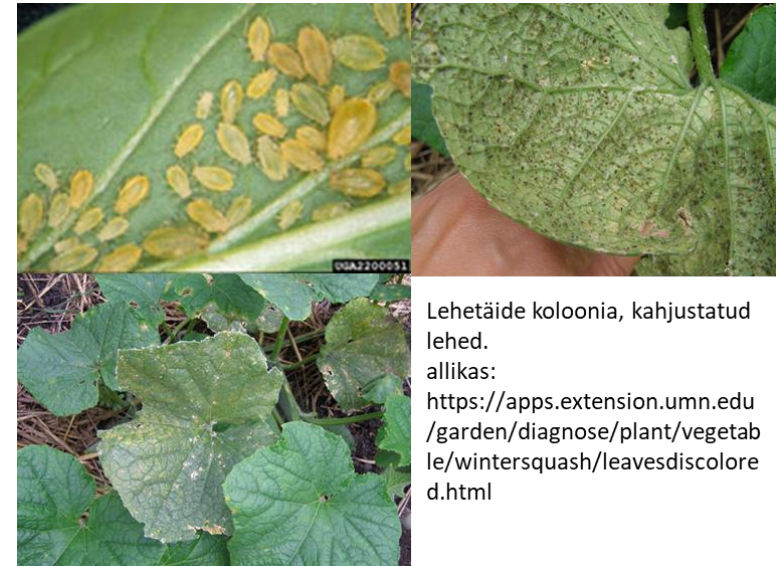 UGA2200051
Lehetäide koloonia, kahjustatud
lehed.
allikas:
https://apps.extension.umn.edu
/garden/diagnose/plant/vegetab
le/wintersquash/leavesdiscolore
d.html